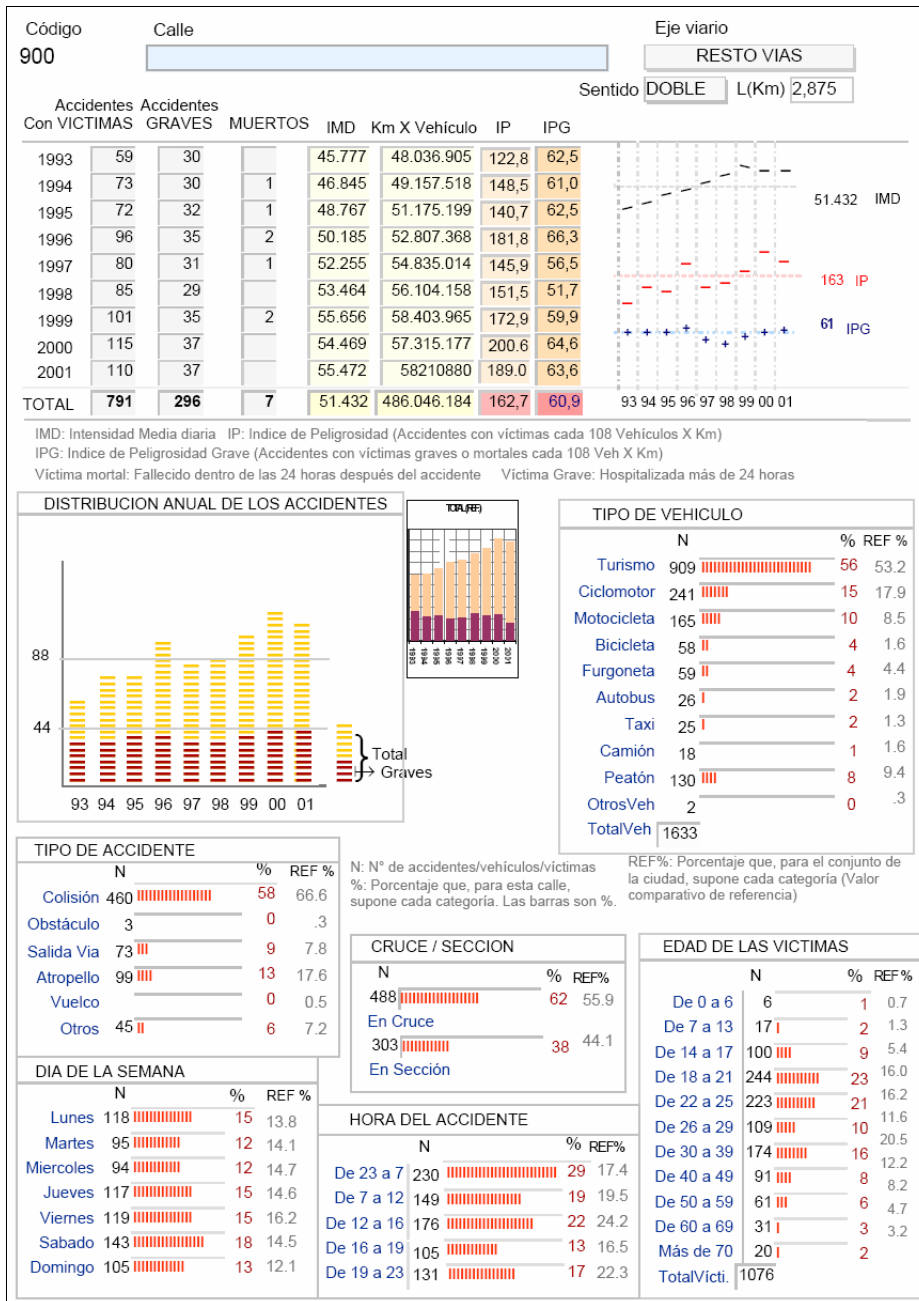 Código Calle Eje viario
900 RESTO VIAS
Sentido DOBLE L(Km) 2,875
Accidentes Accidentes
Con VICTIMAS GRAVES MUERTOS IMD Km X Vehículo IP IPG
1993 59 30 45.777 48.036.905 122,8 62,5
1994 73 30 1 46.845 49.157.518 148,5 61,0
1995 72 32 1 48.767 51.175.199 140,7 62,5
1996 96 35 2 50.185 52.807.368 181,8 66,3
1997 80 31 1 52.255 54.835.014 145,9 56,5
1998 85 29 53.464 56.104.158 151,5 51,7
1999 101 35 2 55.656 58.403.965 172,9 59,9
2000 115 37 54.469 57.315.177 200.6 64,6
2001 110 37 55.472 58210880 189.0 63,6
TOTAL 791 296 7 51.432 486.046.184 162,7 60,9
51.432 IMD
163 IP
61 IPG
93 94 95 96 97 98 99 00 01
IMD: Intensidad Media diaria IP: Indice de Peligrosidad (Accidentes con víctimas cada 108 Vehículos X Km)
IPG: Indice de Peligrosidad Grave (Accidentes con víctimas graves o mortales cada 108 Veh X Km)
Víctima mortal: Fallecido dentro de las 24 horas después del accidente Víctima Grave: Hospitalizada más de 24 horas
DISTRIBUCION ANUAL DE LOS ACCIDENTES
88
44
Total
Graves
93 94 95 96 97 98 99 00 01
TOTAL(REF.)
1993 1994 1995 1996 1997 1998 1999 2000 2001
TIPO DE VEHICULO
N % REF %
Turismo 909 56 53.2
Ciclomotor 241 15 17.9
Motocicleta 165 10 8.5
Bicicleta 58 4 1.6
Furgoneta 59 4 4.4
Autobus 26 2 1.9
Taxi 25 2 1.3
Camión 18 1 1.6
Peatón 130 8 9.4
OtrosVeh 2 0 .3
TotalVeh 1633
TIPO DE ACCIDENTE
N % REF %
Colisión 460 58 66.6
Obstáculo 3 0 .3
Salida Via 73 9 7.8
Atropello 99 13 17.6
Vuelco 0 0.5
Otros 45 6 7.2
N: N° de accidentes/vehículos/víctimas
%: Porcentaje que, para esta calle,
supone cada categoría. Las barras son %.
REF%: Porcentaje que, para el conjunto de
la ciudad, supone cada categoría (Valor
comparativo de referencia)
CRUCE / SECCION
N % REF%
488 62 55.9
En Cruce
303 38 44.1
En Sección
EDAD DE LAS VICTIMAS
N % REF%
De 0 a 6 6 1 0.7
De 7 a 13 17 2 1.3
De 14 a 17 100 9 5.4
De 18 a 21 244 23 16.0
De 22 a 25 223 21 16.2
De 26 a 29 109 10 11.6
De 30 a 39 174 16 20.5
De 40 a 49 91 8 12.2
De 50 a 59 61 6 8.2
De 60 a 69 31 3 4.7
Más de 70 20 2 3.2
TotalVícti. 1076
DIA DE LA SEMANA
N % REF %
Lunes 118 15 13.8
Martes 95 12 14.1
Miercoles 94 12 14.7
Jueves 117 15 14.6
Viernes 119 15 16.2
Sabado 143 18 14.5
Domingo 105 13 12.1
HORA DEL ACCIDENTE
N % REF%
De 23 a 7 230 29 17.4
De 7 a 12 149 19 19.5
De 12 a 16 176 22 24.2
De 16 a 19 105 13 16.5
De 19 a 23 131 17 22.3